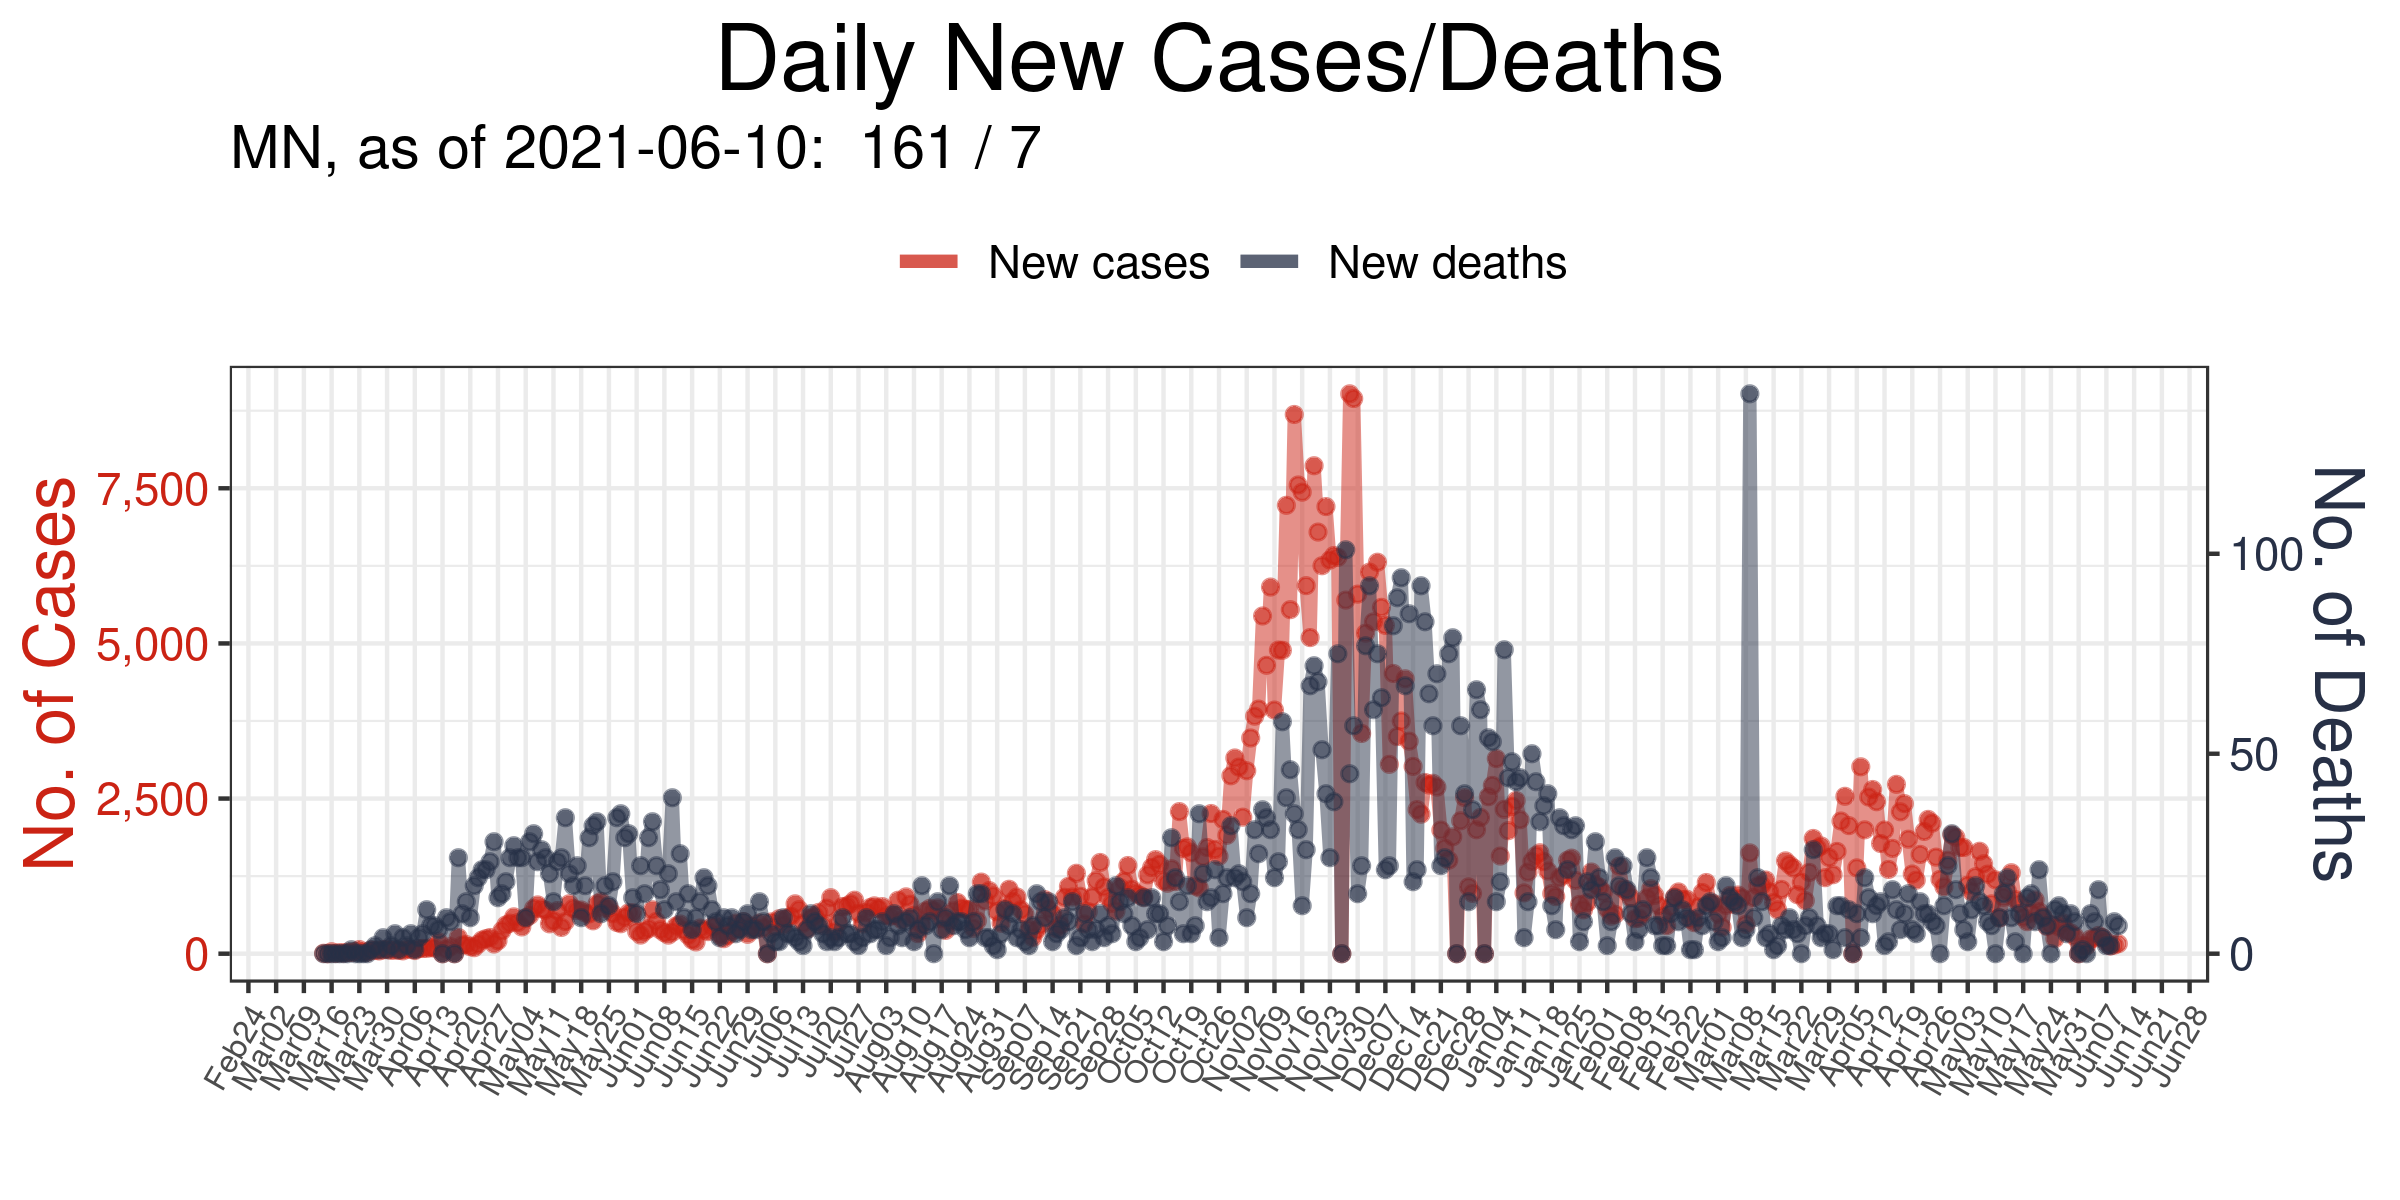 Daily New Cases/Deaths
MN, as of 2021-06-10:  161 / 7
New cases
New deaths
No. of Cases
7,500
5,000
2,500
0
No. of Deaths
100
50
0
Feb24
Mar02
Mar09
Mar16
Mar23
Mar30
Apr06
Apr13
Apr20
Apr27
May04
May11
May18
May25
Jun01
Jun08
Jun15
Jun22
Jun29
Jul06
Jul13
Jul20
Jul27
Aug03
Aug10
Aug17
Aug24
Aug31
Sep07
Sep14
Sep21
Sep28
Oct05
Oct12
Oct19
Oct26
Nov02
Nov09
Nov16
Nov23
Nov30
Dec07
Dec14
Dec21
Dec28
Jan04
Jan11
Jan18
Jan25
Feb01
Feb08
Feb15
Feb22
Mar01
Mar08
Mar15
Mar22
Mar29
Apr05
Apr12
Apr19
Apr26
May03
May10
May17
May24
May31
Jun07
Jun14
Jun21
Jun28